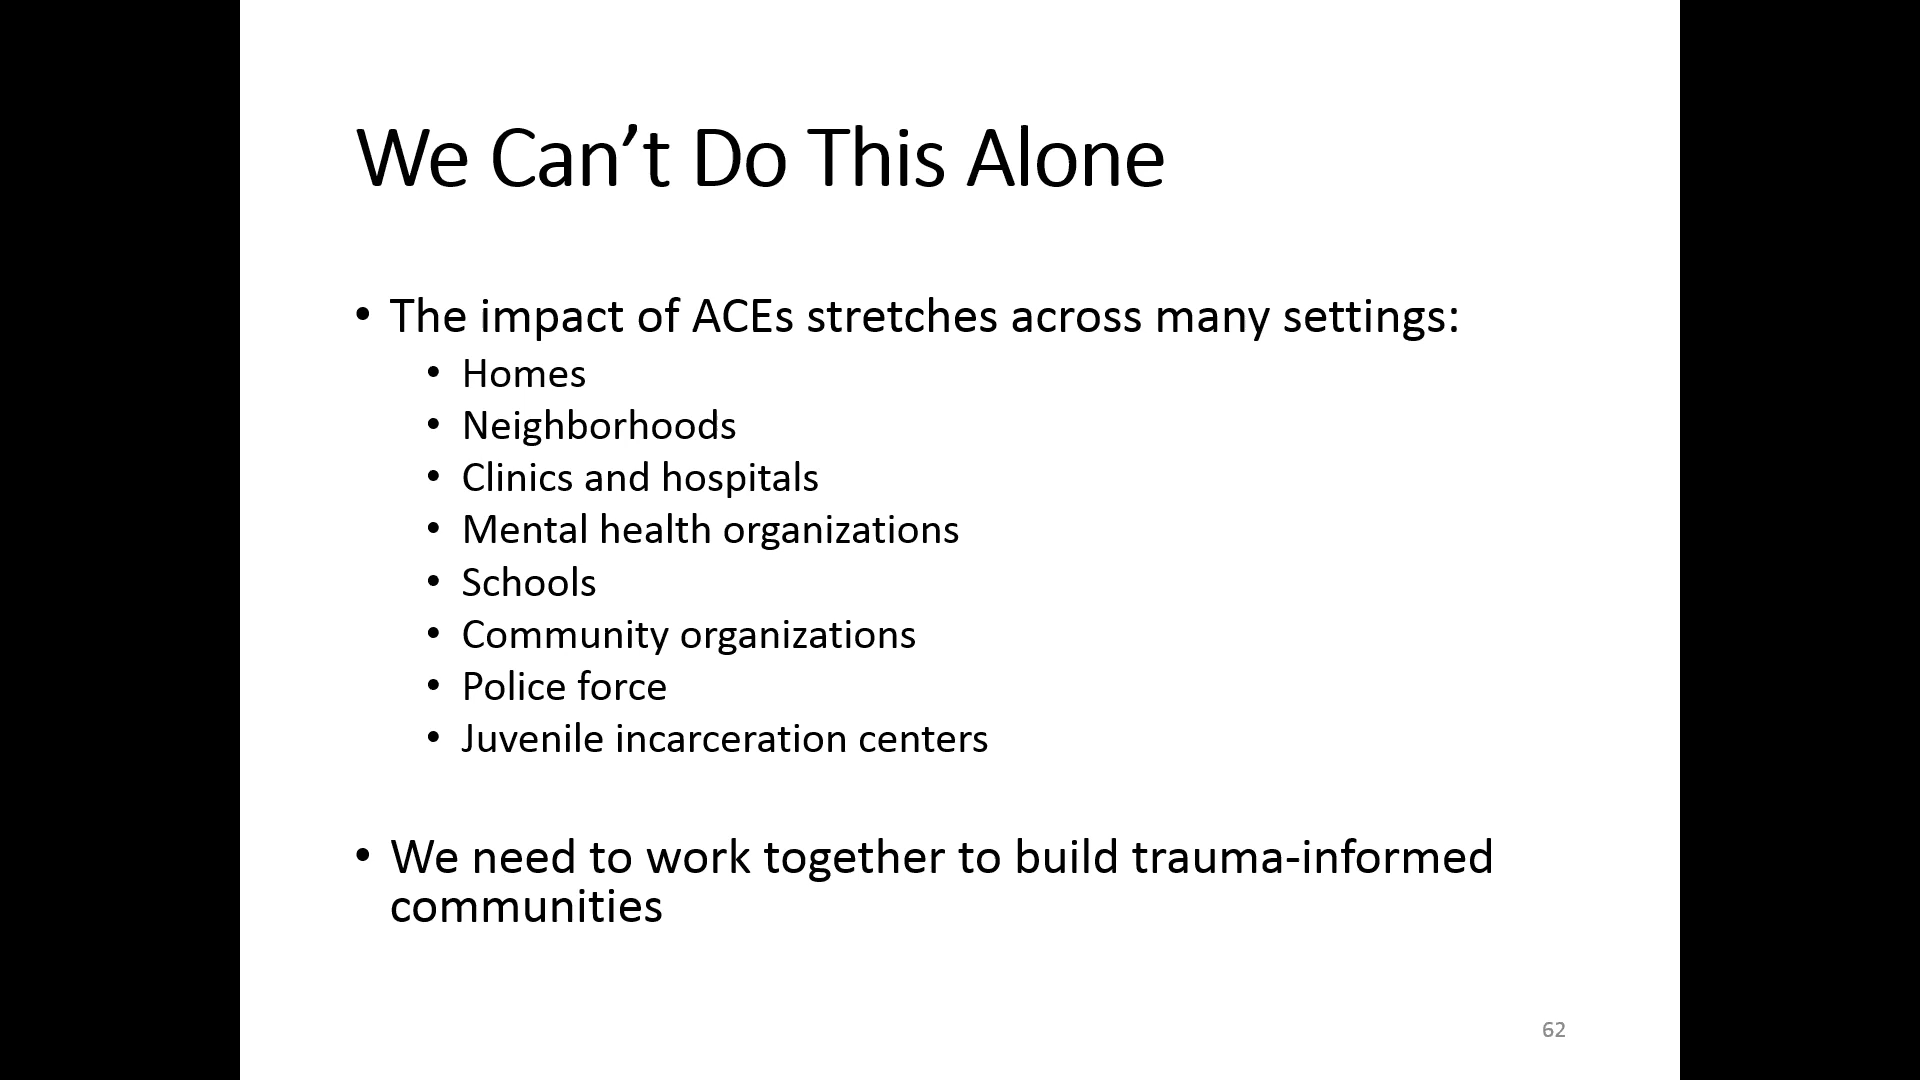 We Can’t Do This Alone
• The impact of ACEs stretches across many settings:
• Homes
• Neighborhoods
• Clinics and hospitals
• Mental health organizations
• Schools
• Community organizations
• Police force
• Juvenile incarceration centers
• We need to work together to build trauma-informed
communities
62